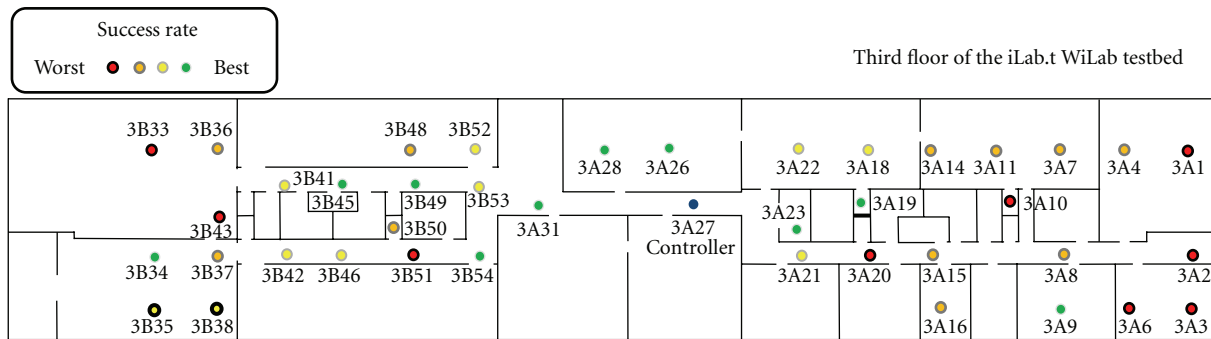 Success rate
Worst Best
Third floor of the iLab.t WiLab testbed
3B33 3B36 3B48 3B52
3A28 3A26 3A22 3A18 3A14 3A11 3A7 3A4 3A1
3B41
3B45 3B49 3B53
3A19 3A10
3B43 3B50 3A31 3A27 3A23
Controller
3B34 3B37 3B42 3B46 3B51 3B54 3A21 3A20 3A15 3A8 3A2
3B35 3B38 3A16 3A9 3A6 3A3